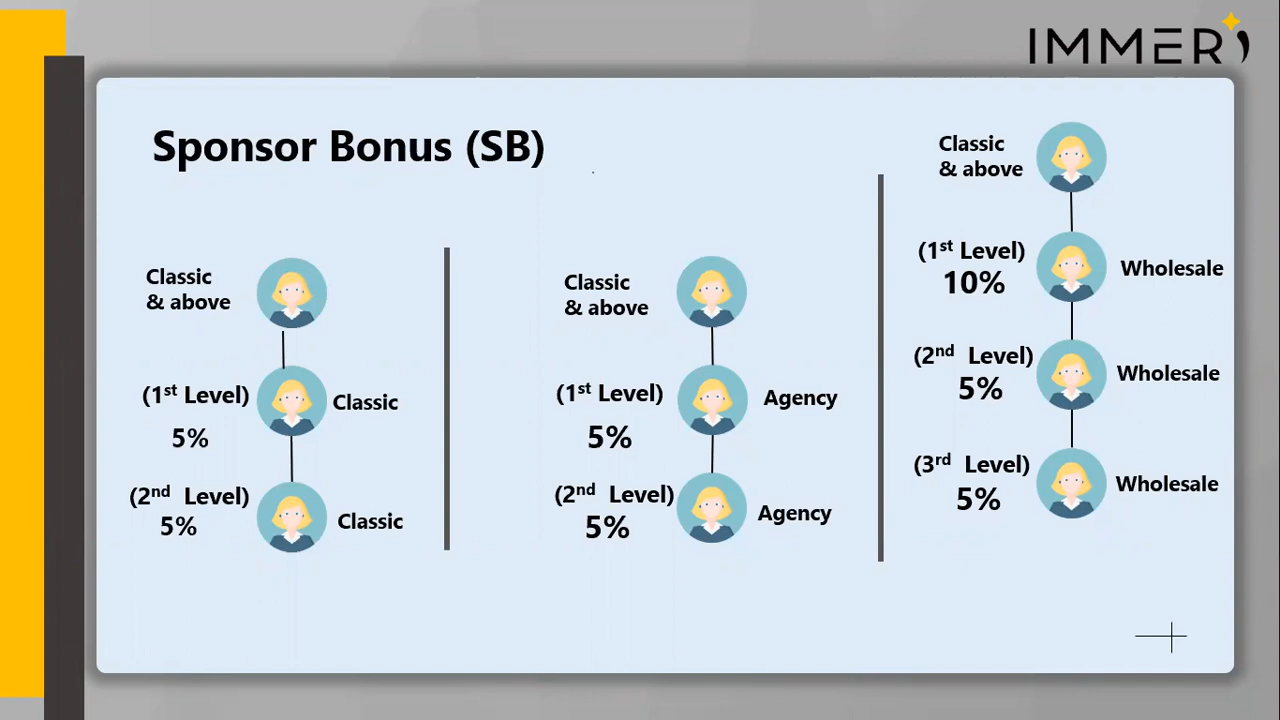 IMMERI
Sponsor Bonus (SB)
Classic
& above
(1st Level)
5%
Classic
(2nd Level)
5%
Classic
Classic
& above
(1st Level)
5%
Agency
(2nd Level)
5%
Agency
Classic
& above
(1st Level)
10%
Wholesale
(2nd Level)
5%
Wholesale
(3rd Level)
5%
Wholesale